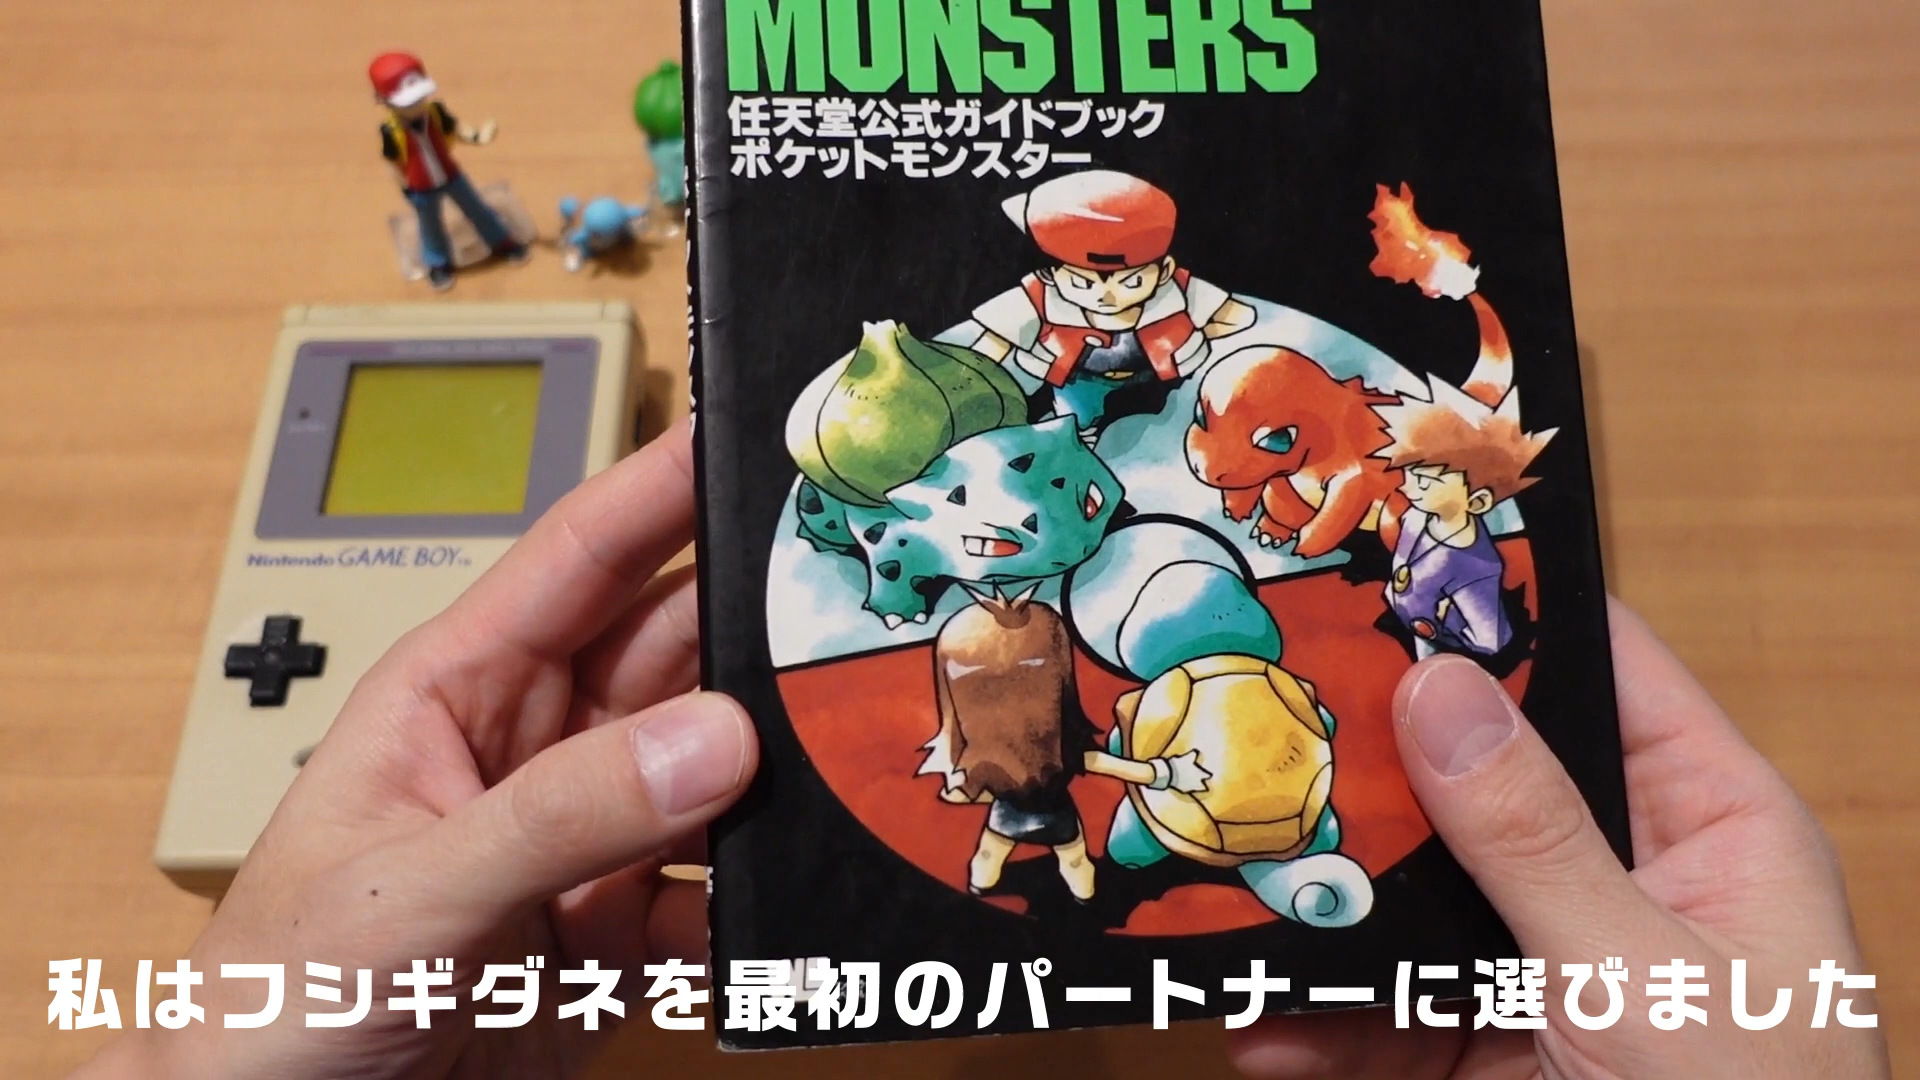 MONSTERS
任天堂公式ガイドブック
ポケットモンスター
Nintendo GAME BOY
私はフシギダネを最初のパートナーに選びました